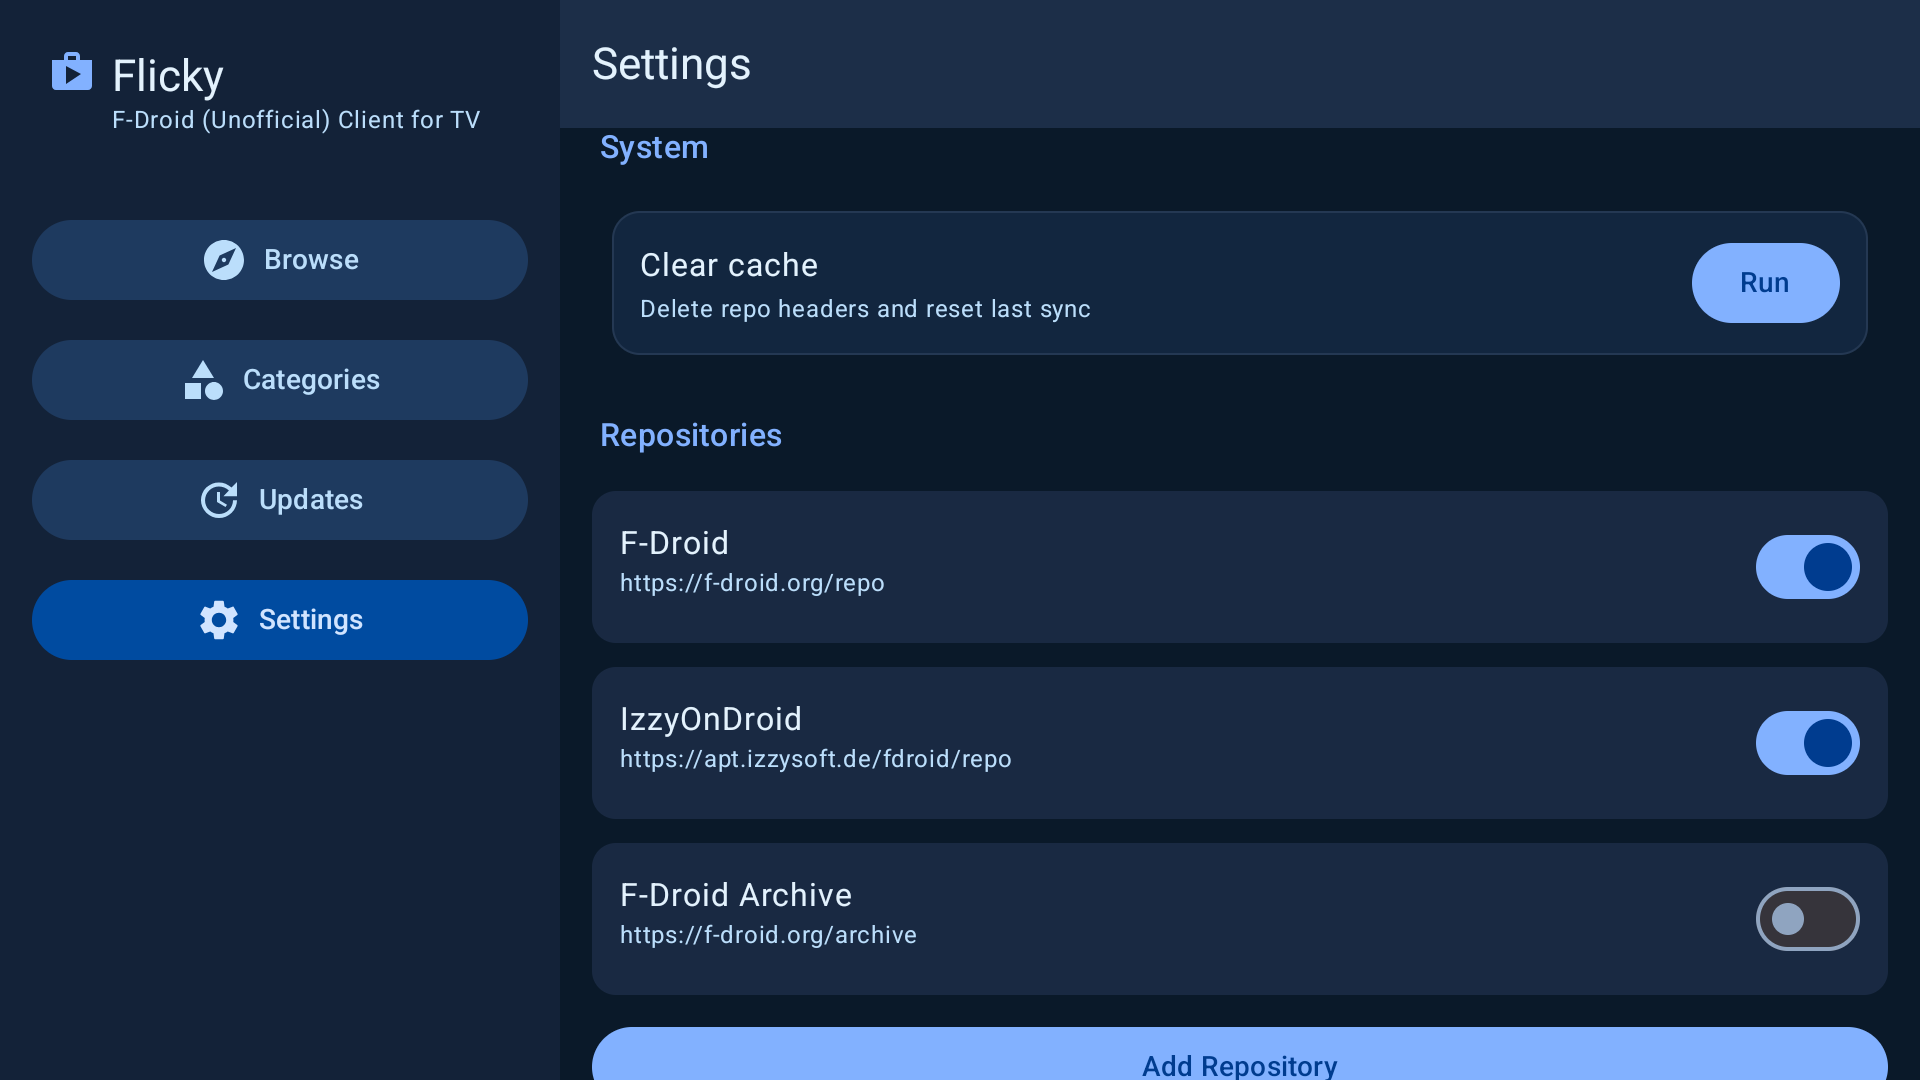 Flicky
F-Droid (Unofficial) Client for TV
Browse
Categories
Updates
Settings
Settings
System
Clear cache
Delete repo headers and reset last sync
Run
Repositories
F-Droid
https://f-droid.org/repo
IzzyOnDroid
https://apt.izzysoft.de/fdroid/repo
F-Droid Archive
https://f-droid.org/archive
Add Repository